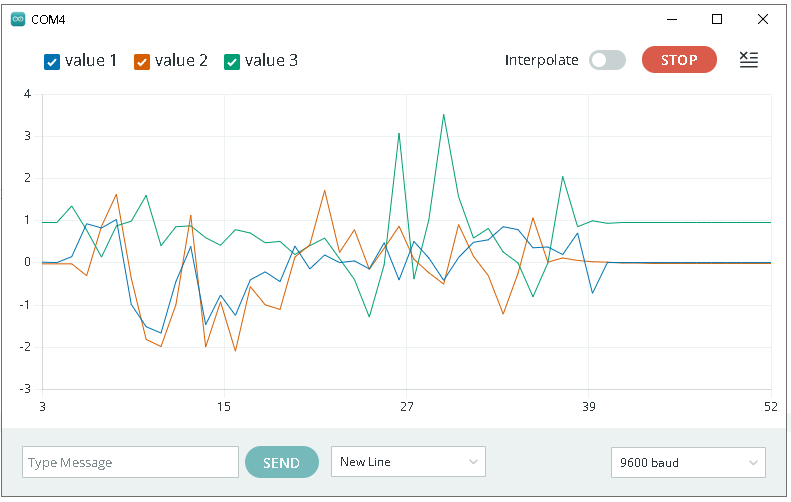 COM4
value 1 value 2 value 3 Interpolate STOP
4
3
2
1
0
-1
-2
-3
3 15 27 39 52
Type Message SEND New Line 9600 baud